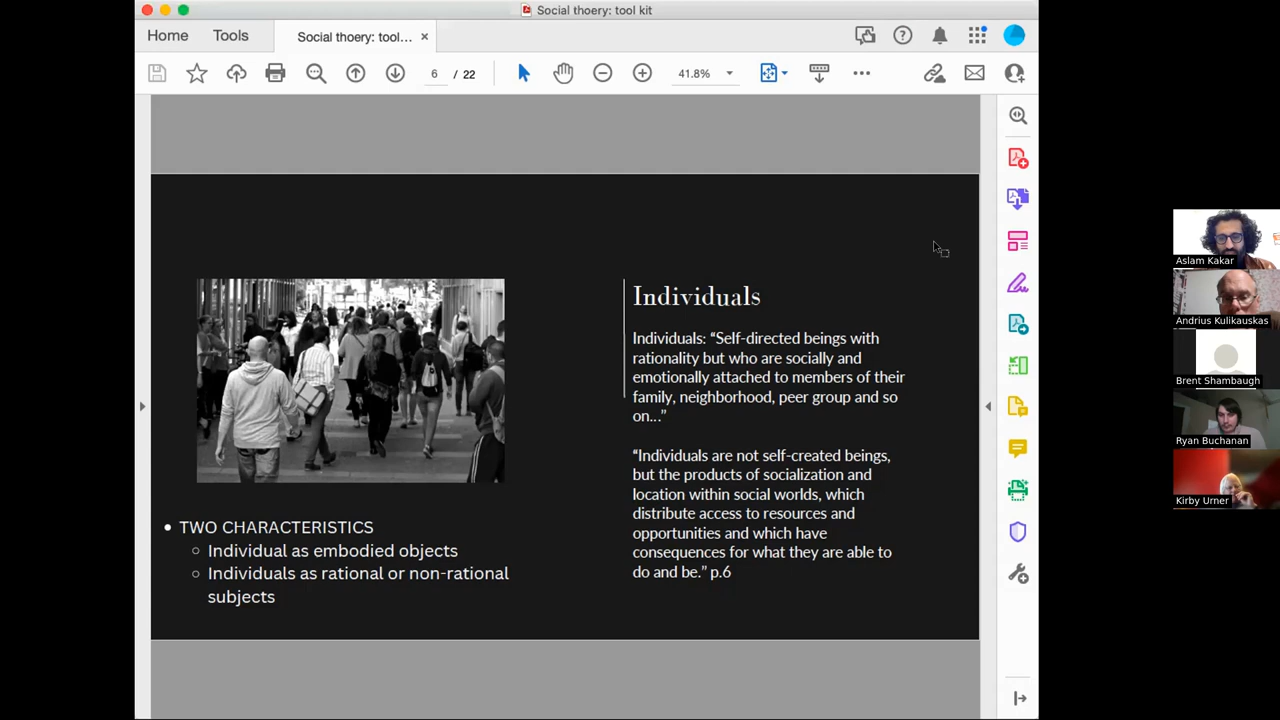 Social thoery: tool kit
Home
Tools
Social thoery: tool...
6 / 22
41.8%
TWO CHARACTERISTICS
Individual as embodied objects
Individuals as rational or non-rational
subjects
Individuals
Individuals: “Self-directed beings with
rationality but who are socially and
emotionally attached to members of their
family, neighborhood, peer group and so
on...”
“Individuals are not self-created beings,
but the products of socialization and
location within social worlds, which
distribute access to resources and
opportunities and which have
consequences for what they are able to
do and be.” p.6
Aslam Kakar
Andrius Kulikauskas
Brent Shambaugh
Ryan Buchanan
Kirby Urner